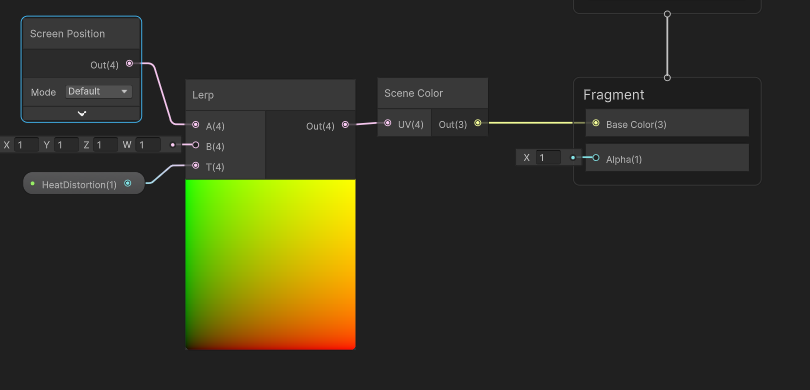 Screen Position
Out(4)
Mode Default
Lerp
A(4) Out(4)
X 1 Y 1 Z 1 W 1 B(4)
T(4)
HeatDistortion(1)
Scene Color
UV(4) Out(3)
Fragment
Base Color(3)
X 1 Alpha(1)